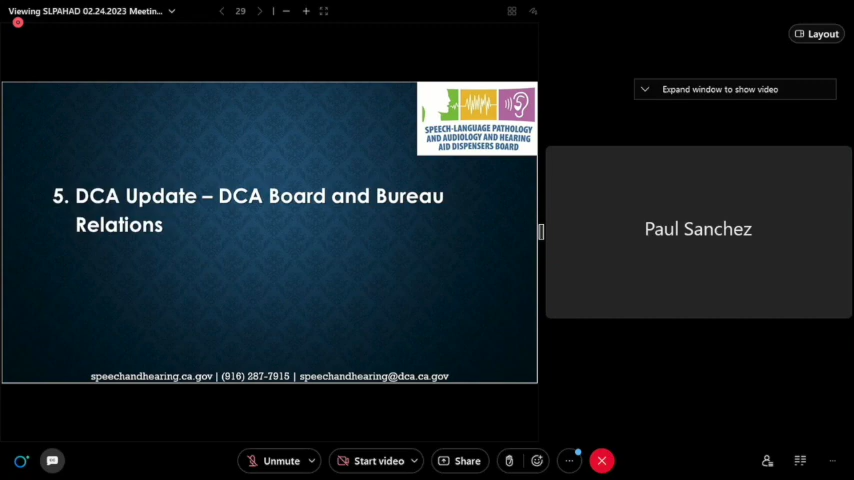 Viewing SLPAHAD 02.24.2023 Meetin...
29
Layout
Expand window to show video
SPEECH-LANGUAGE PATHOLOGY
AND AUDIOLOGY AND HEARING
AID DISPENSERS BOARD
5. DCA Update – DCA Board and Bureau
Relations
Paul Sanchez
speechandhearing.ca.gov | (916) 287-7915 | speechandhearing@dca.ca.gov
Unmute
Start video
Share